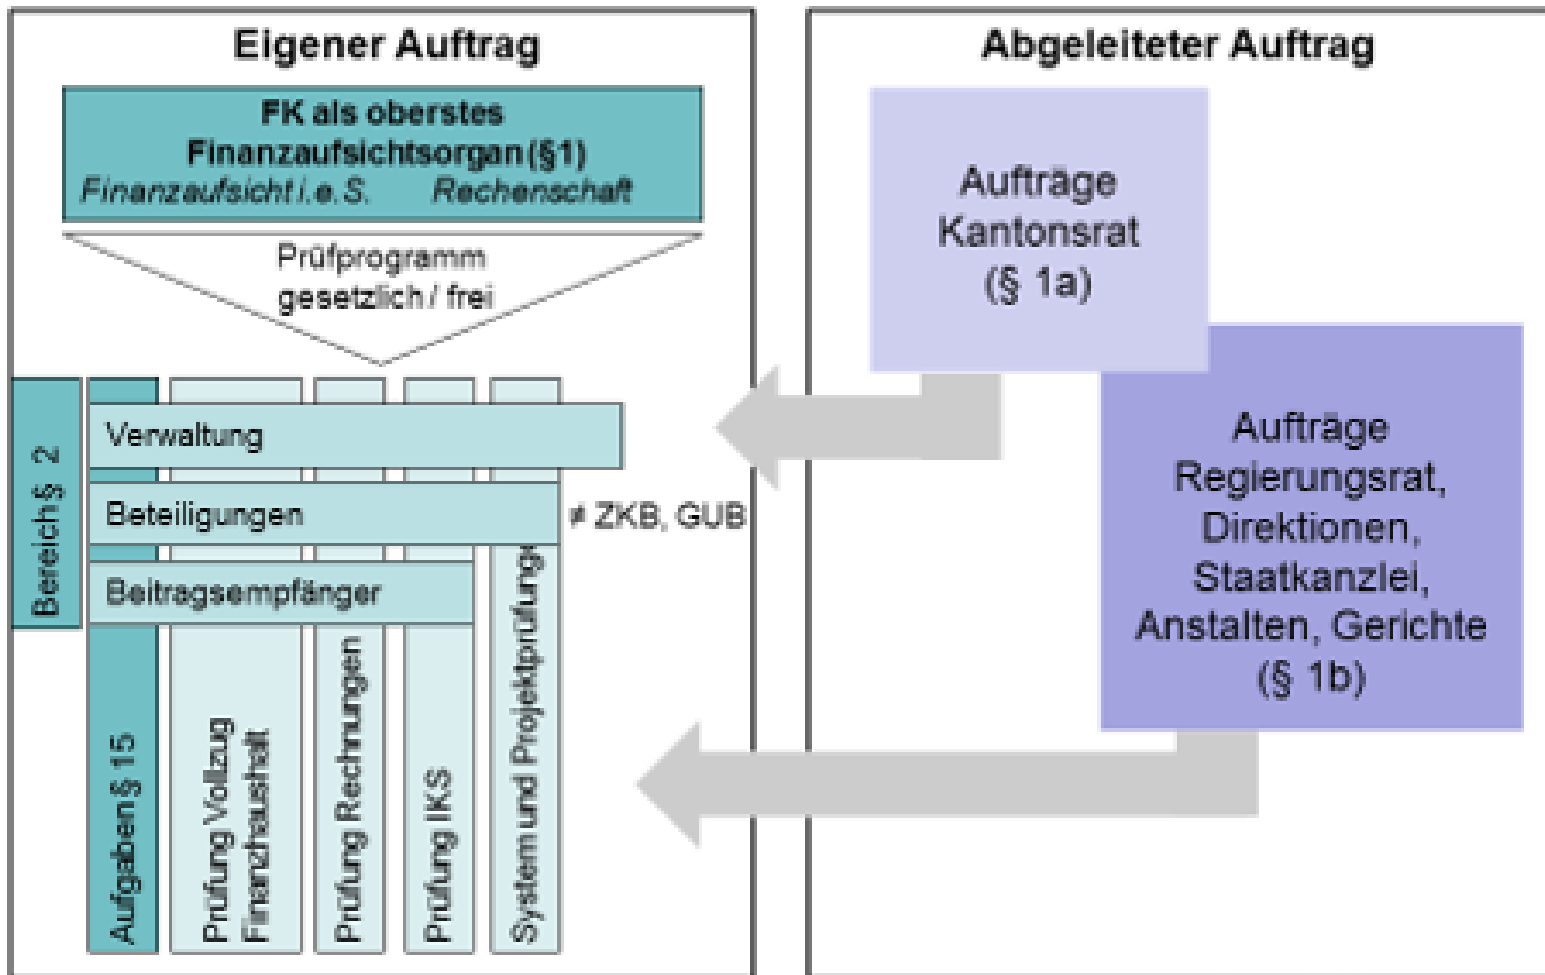 Eigener Auftrag
FK als oberstes
Finanzaufsichtsorgan (§1)
Finanzaufsicht i.e.S. Rechenschaft
Prüfprogramm
gesetzlich / frei
Bereich § 2
Verwaltung
Beteiligungen
≠ ZKB, GUB
Beitragsempfänger
Aufgaben § 15
Prüfung Vollzug
Finanzhaushalt
Prüfung Rechnungen
Prüfung IKS
System und Projektprüfung
Abgeleiteter Auftrag
Aufträge
Kantonsrat
(§ 1a)
Aufträge
Regierungsrat,
Direktionen,
Staatkanzlei,
Anstalten, Gerichte
(§ 1b)